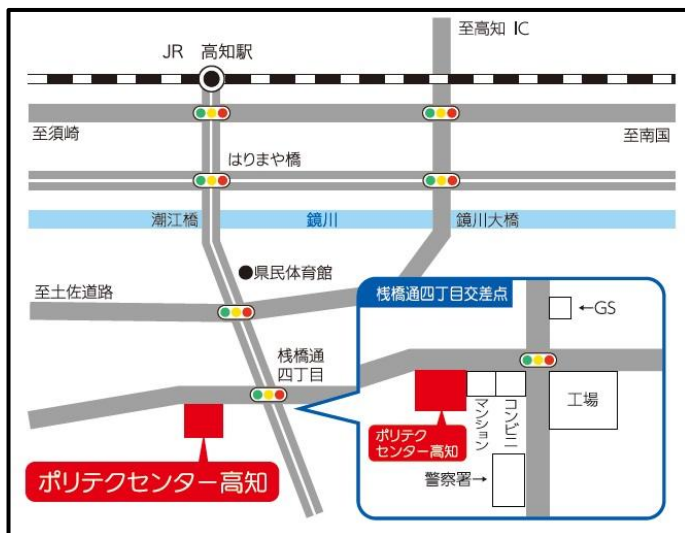 至高知 IC
JR 高知駅
至須崎
至南国
はりまや橋
潮江橋
鏡川
鏡川大橋
●県民体育館
至土佐道路
桟橋通四丁目交差点
←GS
桟橋通
四丁目
ポリテク
センター高知
マンション
コンビニ
工場
警察署→
ポリテクセンター高知